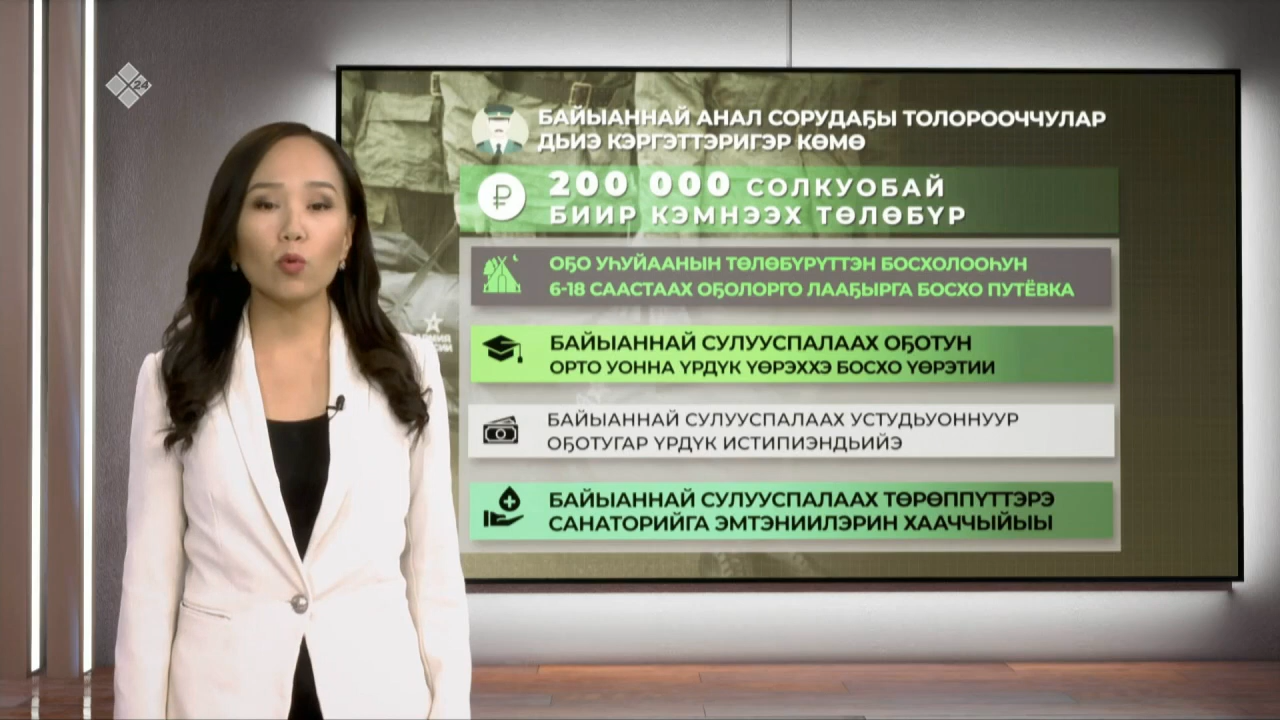 24
БАЙЫАННАЙ АНАЛ СОРУДАҔЫ ТОЛОРООЧЧУЛАР
ДЬИЭ КЭРГЭТТЭРИГЭР КӨМӨ
200 000 СОЛКУОБАЙ
БИИР КЭМНЭЭХ ТӨЛӨБҮР
ОҔО УҺУЙААНЫН ТӨЛӨБҮРҮТТЭН БОСХОЛООҺУН
6-18 СААСТААХ ОҔОЛОРГО ЛААҔЫРГА БОСХО ПУТЁВКА
БАЙЫАННАЙ СУЛУУСПАЛААХ ОҔОТУН
ОРТО УОННА ҮРДҮК ҮӨРЭХХЭ БОСХО ҮӨРЭТИИ
БАЙЫАННАЙ СУЛУУСПАЛААХ УСТУДЬУОННУУР
ОҔОТУГАР ҮРДҮК ИСТИПИЭНДЬИЙЭ
БАЙЫАННАЙ СУЛУУСПАЛААХ ТӨРӨППҮТТЭРЭ
САНАТОРИЙГА ЭМТЭНИИЛЭРИН ХААЧЧЫЙЫЫ